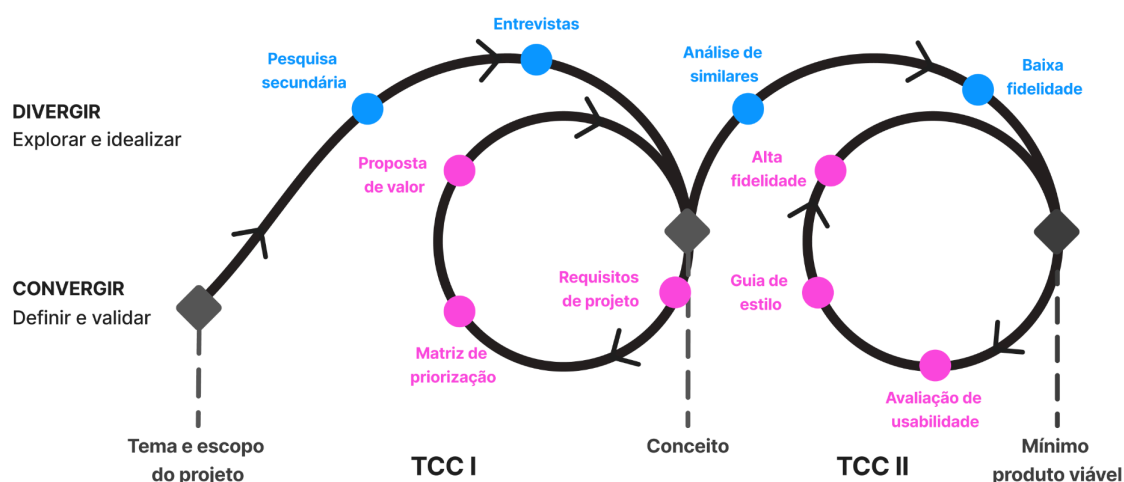 Entrevistas
Pesquisa
secundária
Análise de
similares
Baixa
fidelidade
DIVERGIR
Explorar e idealizar
Proposta
de valor
Alta
fidelidade
CONVERGIR
Definir e validar
Requisitos
de projeto
Guia de
estilo
Matriz de
priorização
Avaliação de
usabilidade
Tema e escopo
do projeto
TCC I
Conceito
TCC II
Mínimo
produto viável